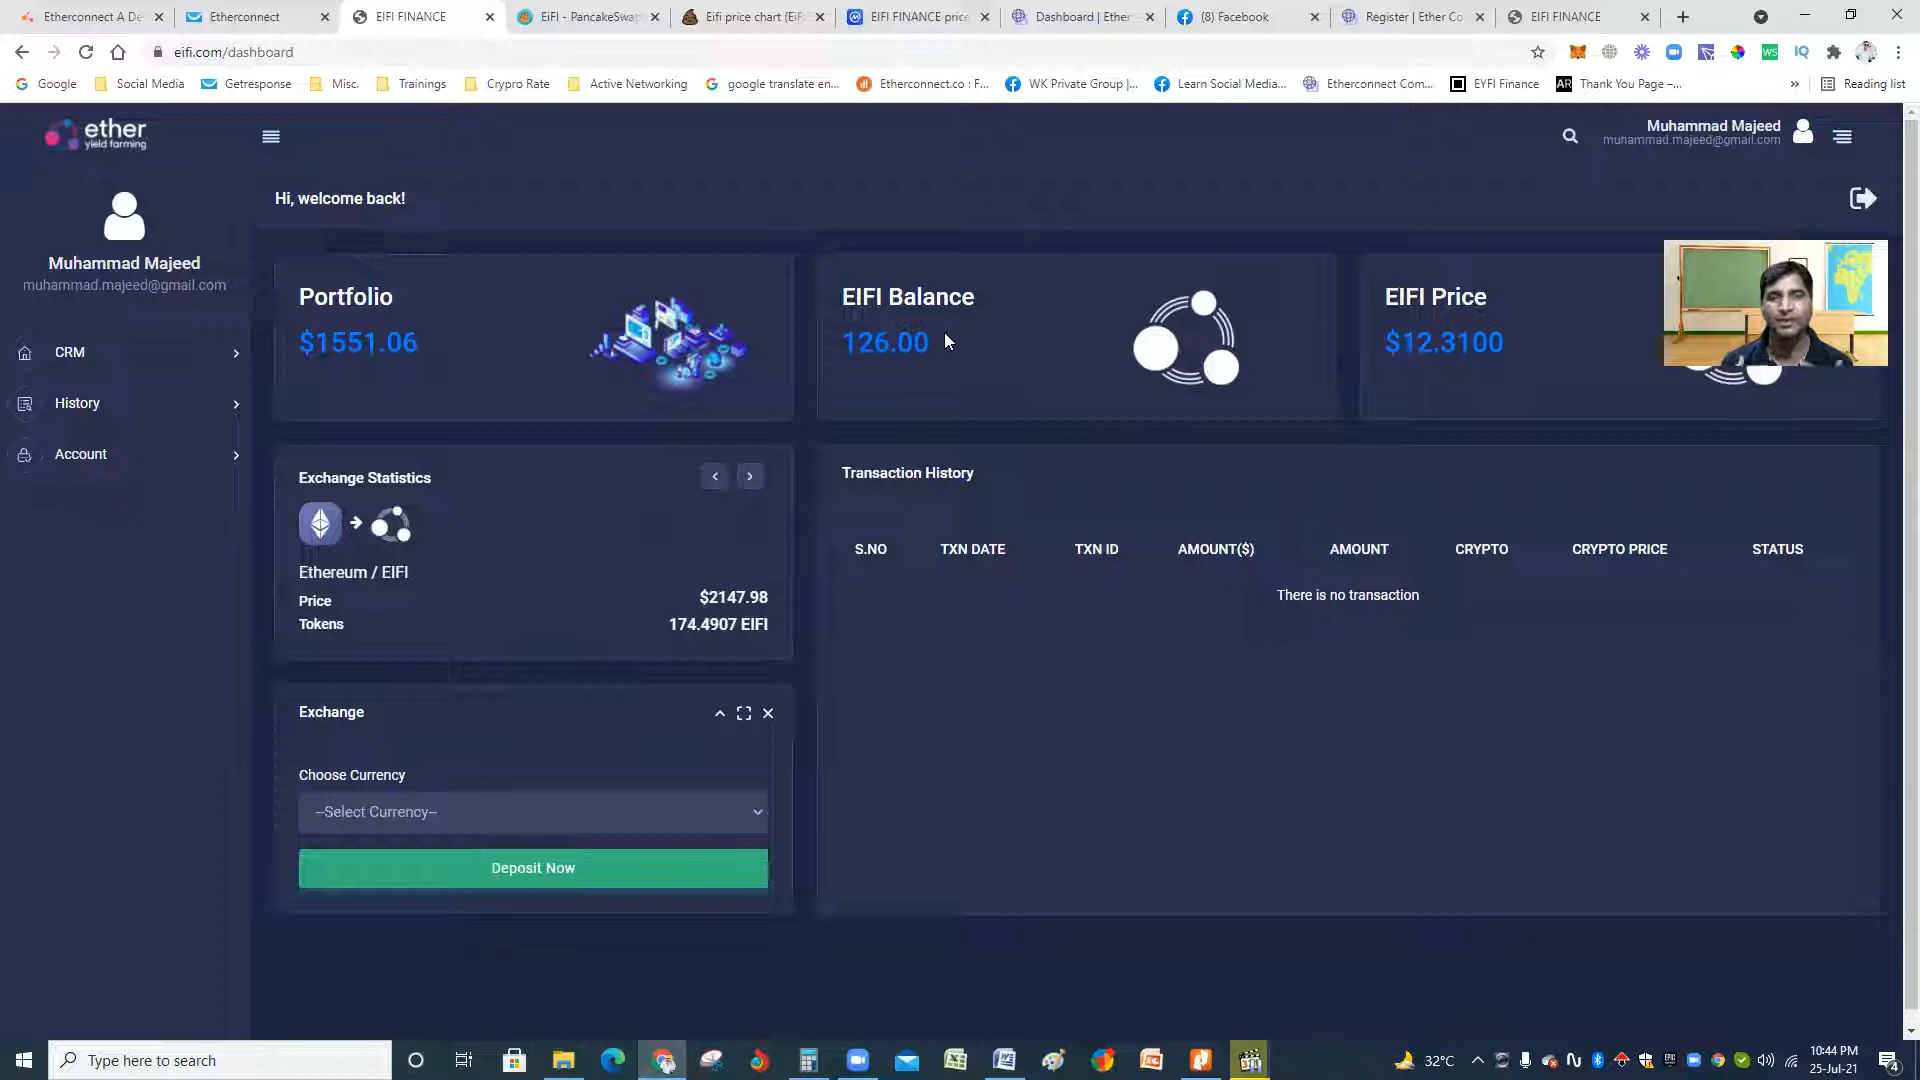 Etherconnect A De
Etherconnect
EIFI FINANCE
EiFI - PancakeSwap
Eifi price chart (EiF
EIFI FINANCE price
Dashboard | Ether
(8) Facebook
Register | Ether Co
EIFI FINANCE
eifi.com/dashboard
Google
Social Media
Getresponse
Misc.
Trainings
Crypro Rate
Active Networking
google translate en...
Etherconnect.co : F...
WK Private Group |...
Learn Social Media...
Etherconnect Com...
EYFI Finance
AR
Thank You Page –...
»
Reading list
ether
yield farming
Muhammad Majeed
muhammad.majeed@gmail.com
Hi, welcome back!
Muhammad Majeed
muhammad.majeed@gmail.com
CRM
History
Account
Portfolio
$1551.06
EIFI Balance
126.00
EIFI Price
$12.3100
Exchange Statistics
Ethereum / EIFI
Price $2147.98
Tokens 174.4907 EIFI
Transaction History
S.NO TXN DATE TXN ID AMOUNT($) AMOUNT CRYPTO CRYPTO PRICE STATUS
There is no transaction
Exchange
Choose Currency
--Select Currency--
Deposit Now
Type here to search
32°C
10:44 PM
25-Jul-21
4